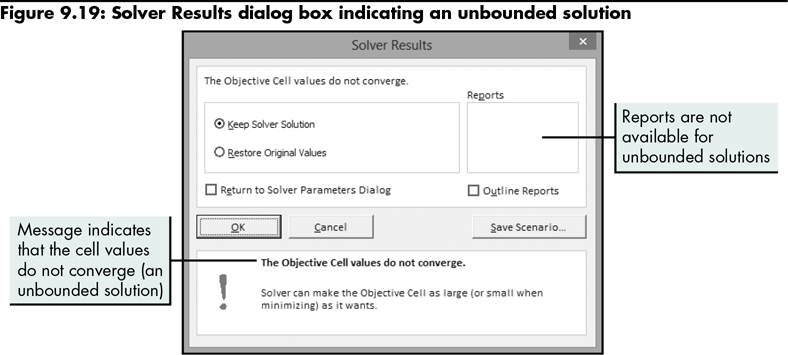 Figure 9.19: Solver Results dialog box indicating an unbounded solution
Solver Results
The Objective Cell values do not converge.
Reports
Keep Solver Solution
Restore Original Values
Return to Solver Parameters Dialog
Outline Reports
OK
Cancel
Save Scenario...
The Objective Cell values do not converge.
Solver can make the Objective Cell as large (or small when
minimizing) as it wants.
Reports are not
available for
unbounded solutions
Message indicates
that the cell values
do not converge (an
unbounded solution)